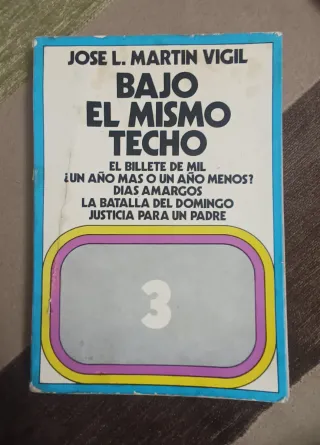 JOSE L. MARTIN VIGIL
BAJO
EL MISMO
TECHO
EL BILLETE DE MIL
¿UN AÑO MAS O UN AÑO MENOS?
DIAS AMARGOS
LA BATALLA DEL DOMINGO
JUSTICIA PARA UN PADRE
3